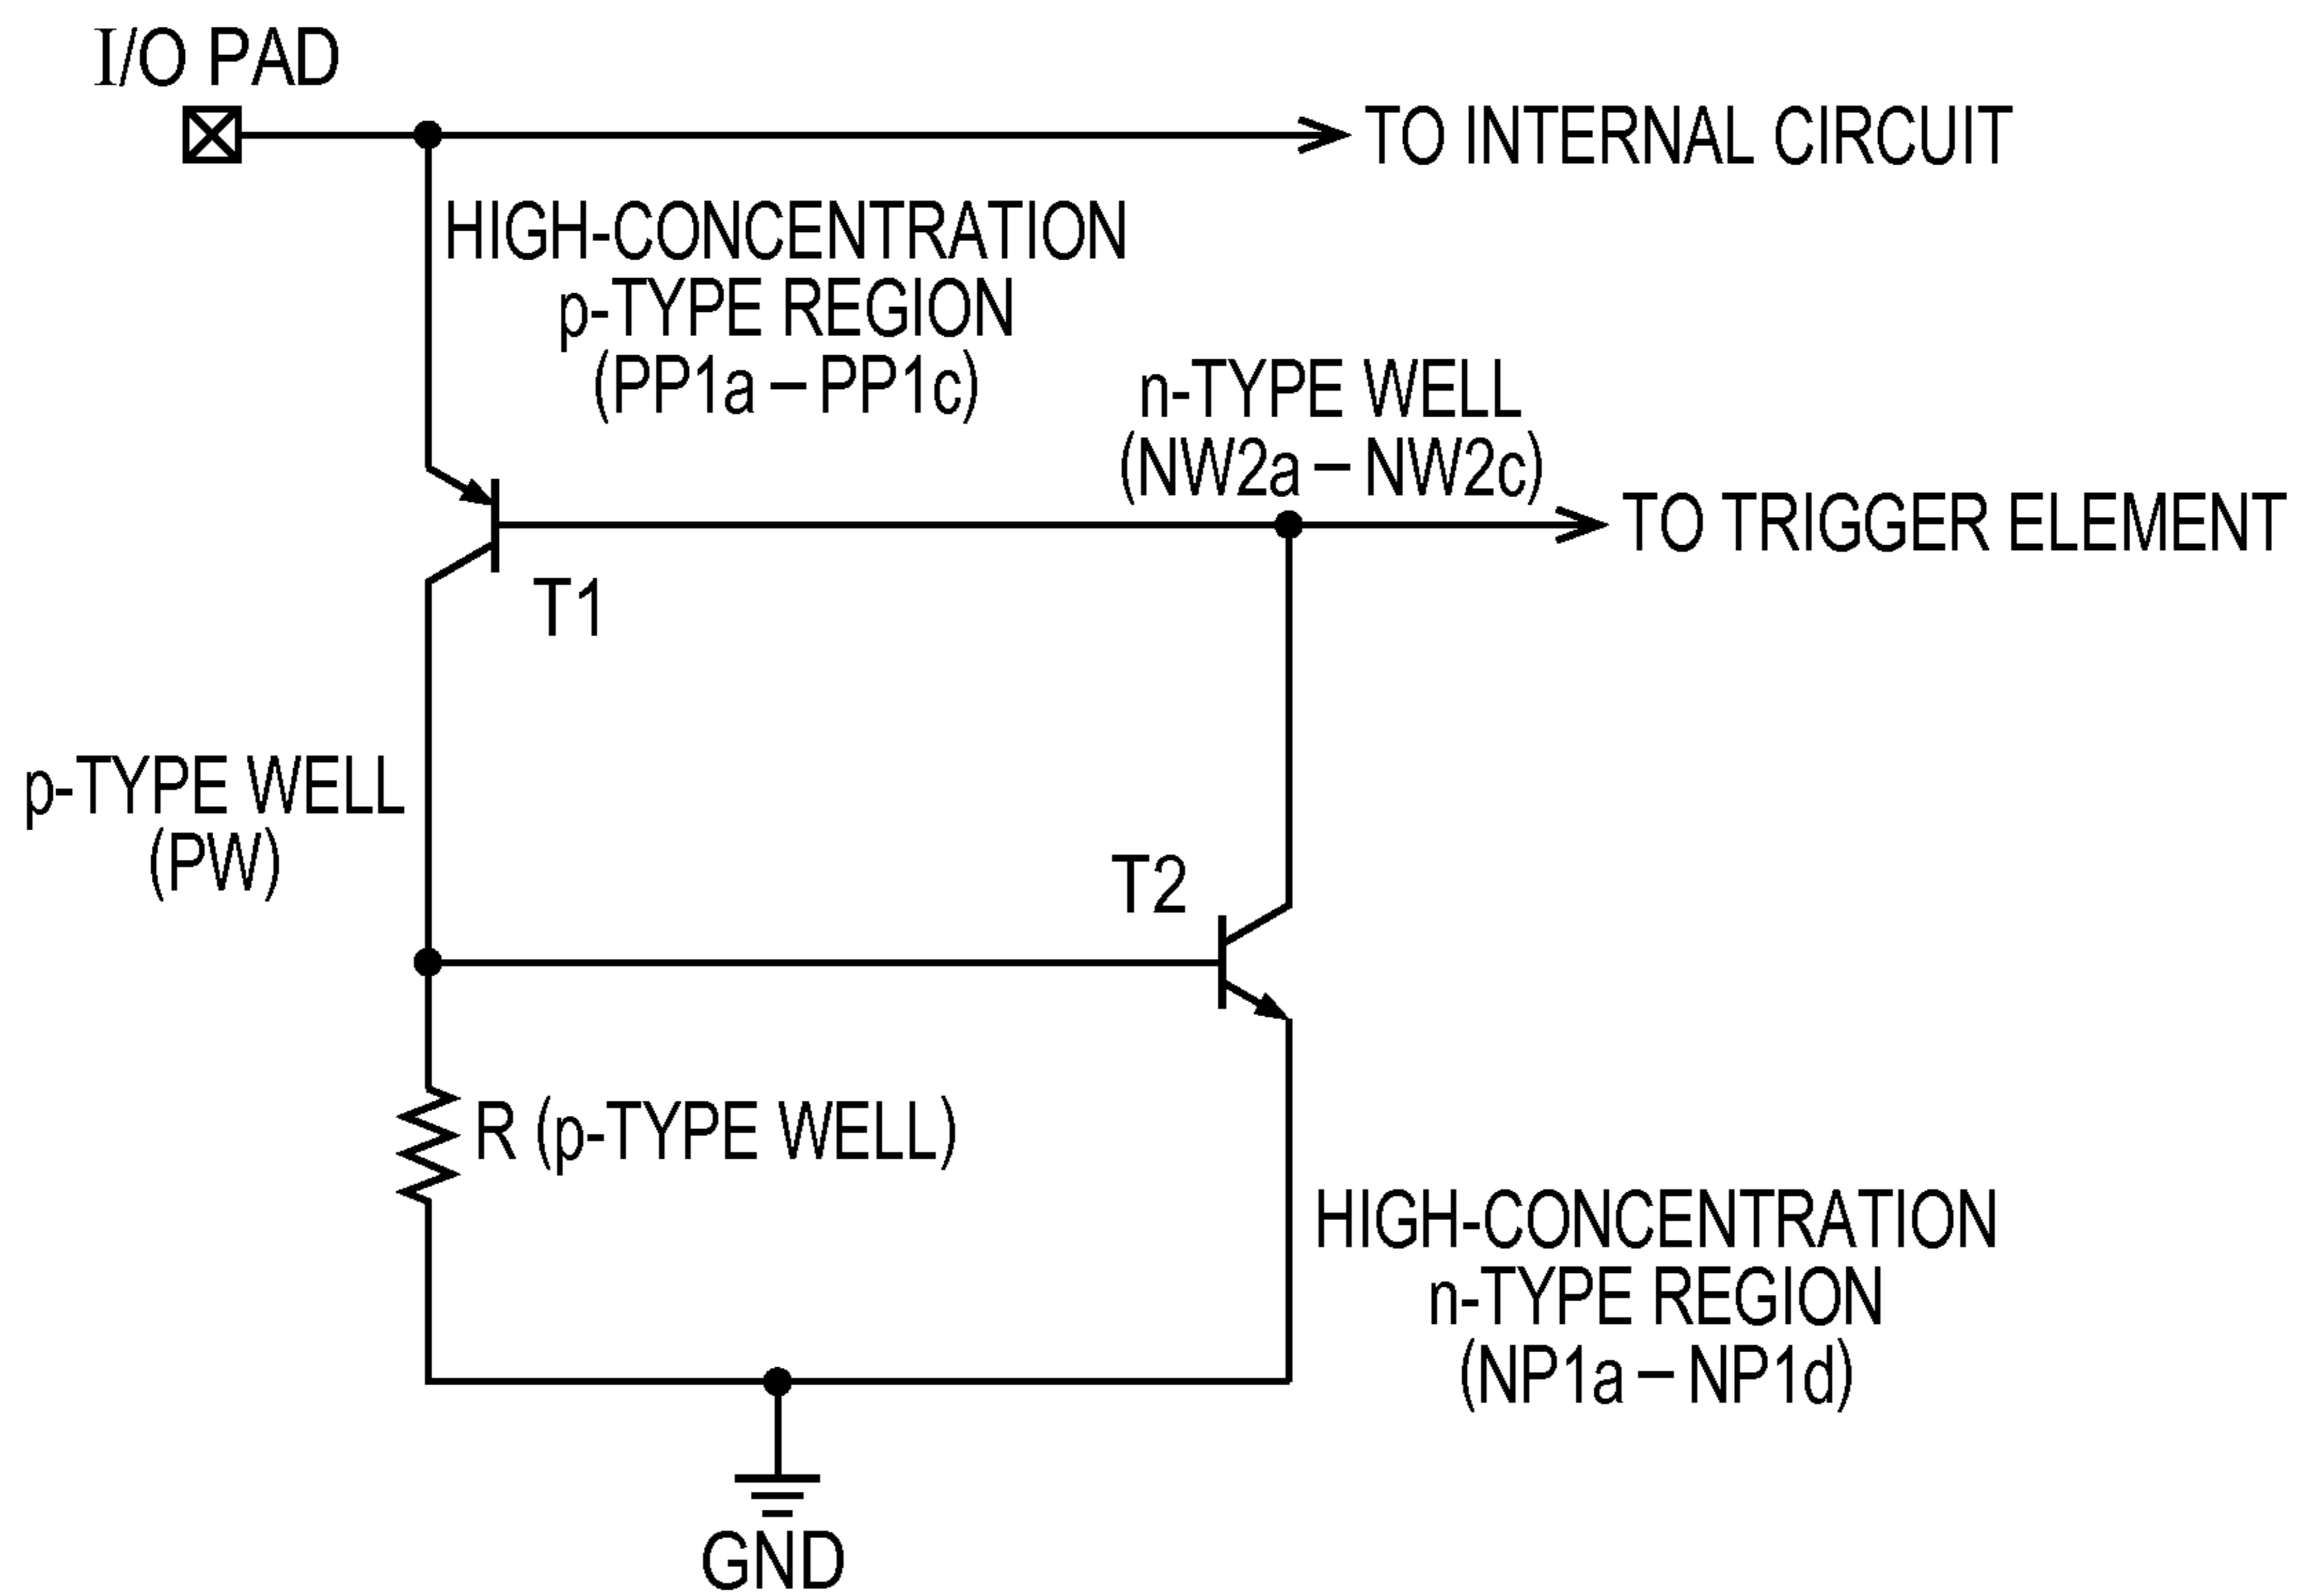 I/O PAD
TO INTERNAL CIRCUIT
HIGH-CONCENTRATION
p-TYPE REGION
(PP1a – PP1c)
n-TYPE WELL
(NW2a – NW2c)
TO TRIGGER ELEMENT
T1
p-TYPE WELL
(PW)
T2
R (p-TYPE WELL)
HIGH-CONCENTRATION
n-TYPE REGION
(NP1a – NP1d)
GND